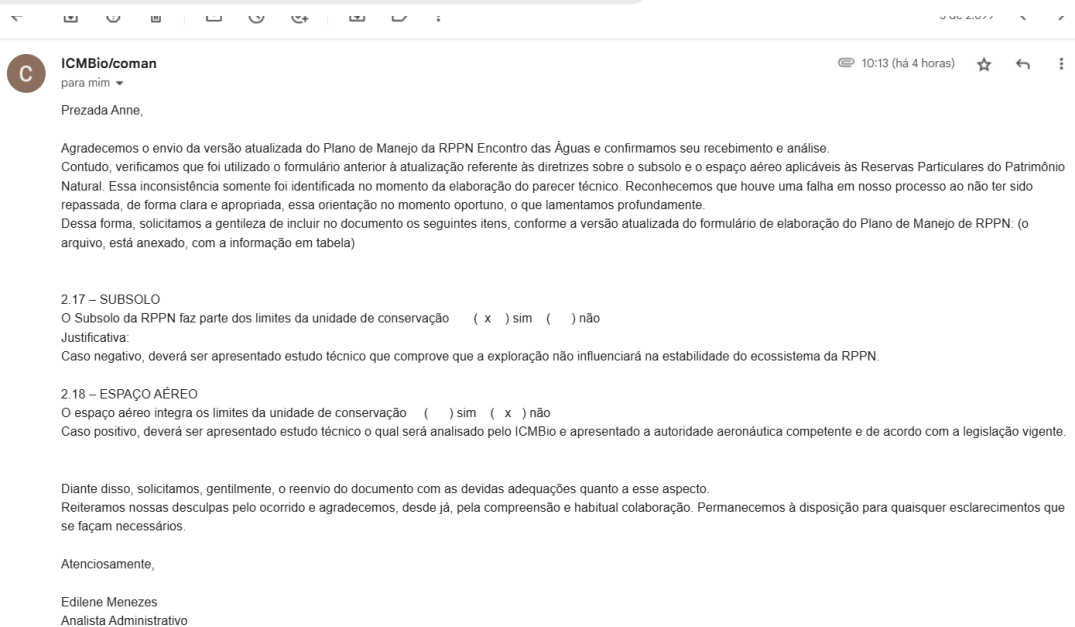 C
ICMBio/coman
10:13 (há 4 horas)
para mim
Prezada Anne,
Agradecemos o envio da versão atualizada do Plano de Manejo da RPPN Encontro das Águas e confirmamos seu recebimento e análise.
Contudo, verificamos que foi utilizado o formulário anterior à atualização referente às diretrizes sobre o subsolo e o espaço aéreo aplicáveis às Reservas Particulares do Patrimônio
Natural. Essa inconsistência somente foi identificada no momento da elaboração do parecer técnico. Reconhecemos que houve uma falha em nosso processo ao não ter sido
repassada, de forma clara e apropriada, essa orientação no momento oportuno, o que lamentamos profundamente.
Dessa forma, solicitamos a gentileza de incluir no documento os seguintes itens, conforme a versão atualizada do formulário de elaboração do Plano de Manejo de RPPN: (o
arquivo, está anexado, com a informação em tabela)
2.17 – SUBSOLO
O Subsolo da RPPN faz parte dos limites da unidade de conservação ( x ) sim ( ) não
Justificativa:
Caso negativo, deverá ser apresentado estudo técnico que comprove que a exploração não influenciará na estabilidade do ecossistema da RPPN.
2.18 – ESPAÇO AÉREO
O espaço aéreo integra os limites da unidade de conservação ( ) sim ( x ) não
Caso positivo, deverá ser apresentado estudo técnico o qual será analisado pelo ICMBio e apresentado a autoridade aeronáutica competente e de acordo com a legislação vigente.
Diante disso, solicitamos, gentilmente, o reenvio do documento com as devidas adequações quanto a esse aspecto.
Reiteramos nossas desculpas pelo ocorrido e agradecemos, desde já, pela compreensão e habitual colaboração. Permanecemos à disposição para quaisquer esclarecimentos que
se façam necessários.
Atenciosamente,
Edilene Menezes
Analista Administrativo